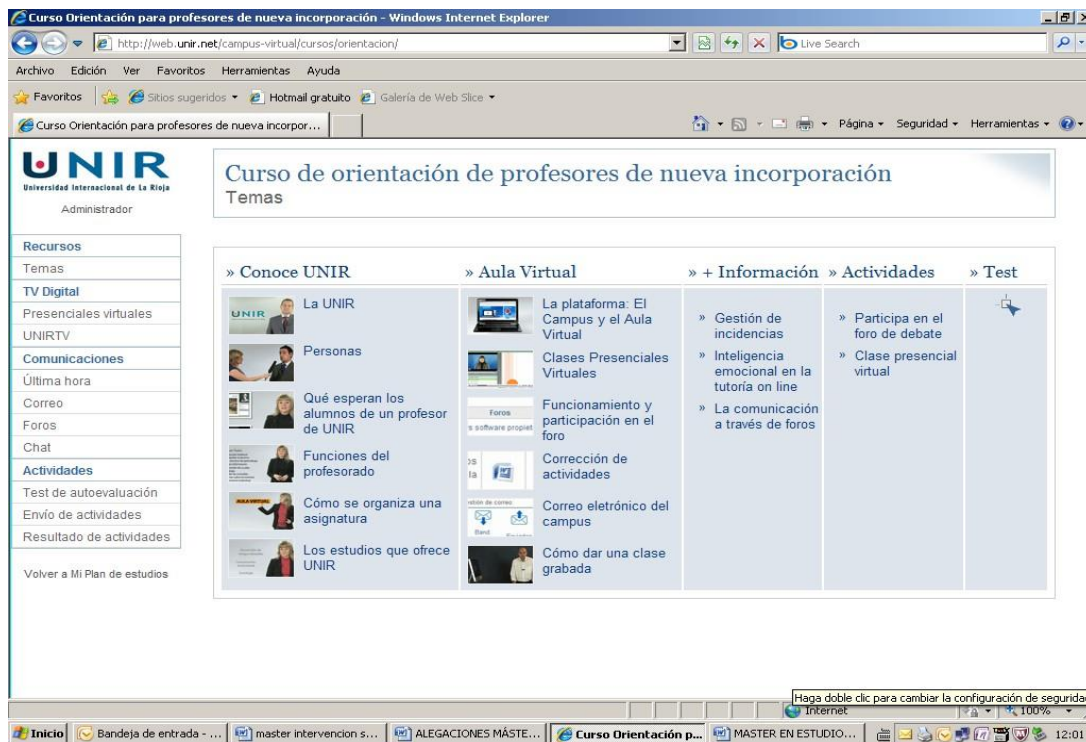 Curso Orientación para profesores de nueva incorporación - Windows Internet Explorer
http://web.unir.net/campus-virtual/cursos/orientacion/
Live Search
Archivo Edición Ver Favoritos Herramientas Ayuda
Favoritos Sitios sugeridos Hotmail gratuito Galería de Web Slice
Curso Orientación para profesores de nueva incorpor...
Página Seguridad Herramientas
UNIR
Universidad Internacional de La Rioja
Administrador
Curso de orientación de profesores de nueva incorporación
Temas
Recursos
Temas
TV Digital
Presenciales virtuales
UNIRTV
Comunicaciones
Última hora
Correo
Foros
Chat
Actividades
Test de autoevaluación
Envío de actividades
Resultado de actividades
Volver a Mi Plan de estudios
» Conoce UNIR
UNIR
La UNIR
Personas
Qué esperan los
alumnos de un profesor
de UNIR
Funciones del
profesorado
AULA VIRTUAL
Cómo se organiza una
asignatura
Los estudios que ofrece
UNIR
» Aula Virtual
La plataforma: El
Campus y el Aula
Virtual
Clases Presenciales
Virtuales
Foros
s software propiet
Funcionamiento y
participación en el
foro
Corrección de
actividades
Correo eletrónico del
campus
Cómo dar una clase
grabada
» + Información
» Gestión de
incidencias
» Inteligencia
emocional en la
tutoría on line
» La comunicación
a través de foros
» Actividades
» Participa en el
foro de debate
» Clase presencial
virtual
» Test
Haga doble clic para cambiar la configuración de segurida
Internet
100%
Inicio
Bandeja de entrada - ...
master intervencion s...
ALEGACIONES MÁSTE...
Curso Orientación p...
MASTER EN ESTUDIO...
12:01